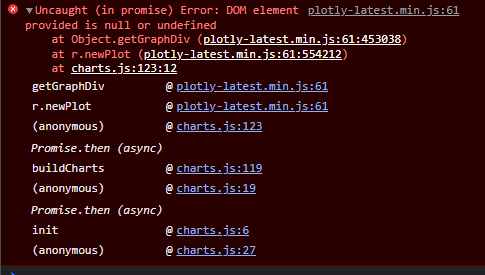 Uncaught (in promise) Error: DOM element plotly-latest.min.js:61
provided is null or undefined
at Object.getGraphDiv (plotly-latest.min.js:61:453038)
at r.newPlot (plotly-latest.min.js:61:554212)
at charts.js:123:12
getGraphDiv @ plotly-latest.min.js:61
r.newPlot @ plotly-latest.min.js:61
(anonymous) @ charts.js:123
Promise.then (async)
buildCharts @ charts.js:119
(anonymous) @ charts.js:19
Promise.then (async)
init @ charts.js:6
(anonymous) @ charts.js:27